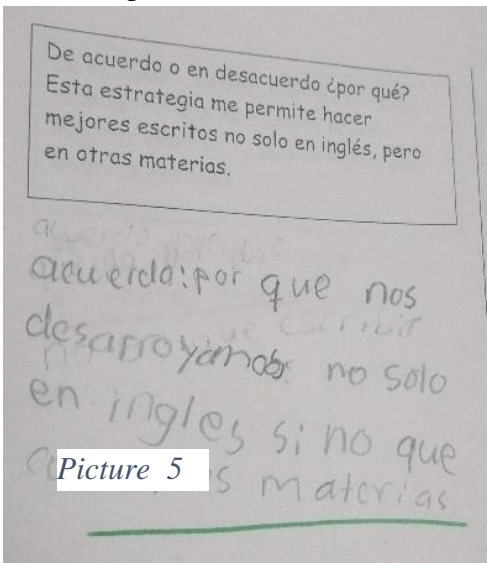 De acuerdo o en desacuerdo ¿por qué?
Esta estrategia me permite hacer
mejores escritos no solo en inglés, pero
en otras materias.
acuerda: por que nos
desarroyamos no solo
en ingles si no que
Picture 5
materias